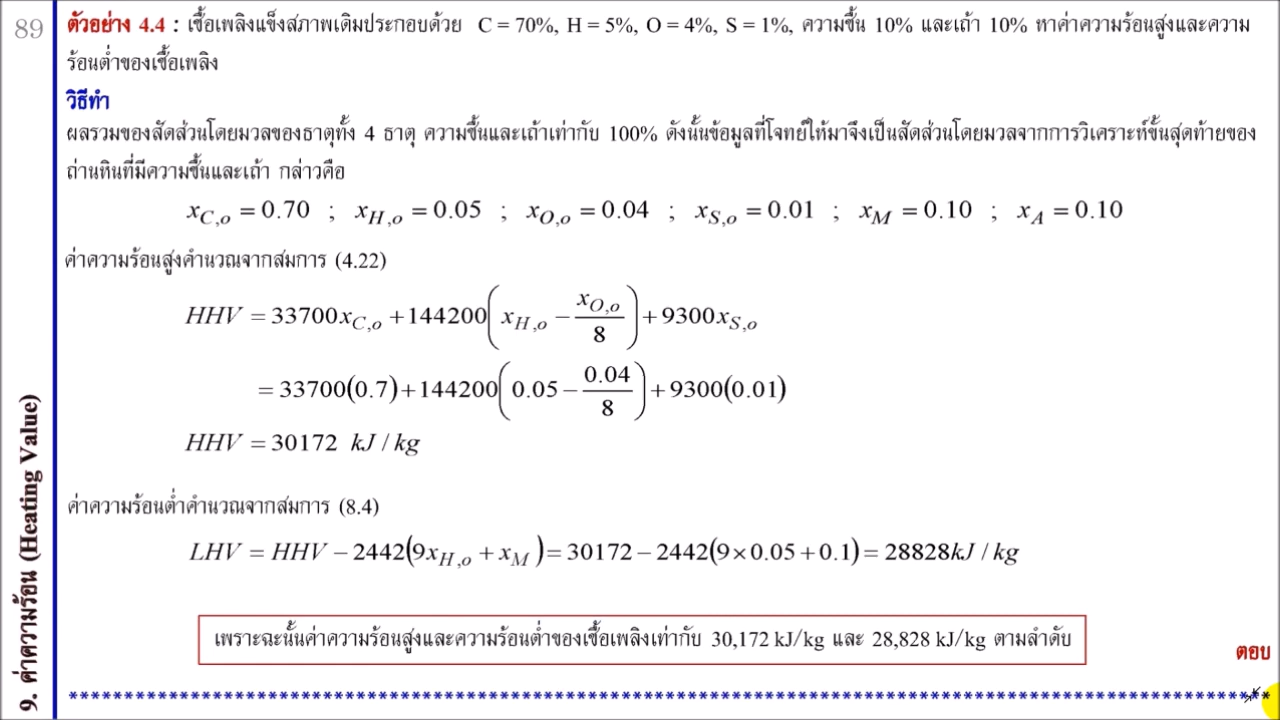 89
ตัวอย่าง 4.4 : เชื้อเพลิงแข็งสภาพเดิมประกอบด้วย C = 70%, H = 5%, O = 4%, S = 1%, ความชื้น 10% และเถ้า 10% หาค่าความร้อนสูงและความ
ร้อนต่ำของเชื้อเพลิง
วิธีทำ
ผลรวมของสัดส่วนโดยมวลของธาตุทั้ง 4 ธาตุ ความชื้นและเถ้าเท่ากับ 100% ดังนั้นข้อมูลที่โจทย์ให้มาจึงเป็นสัดส่วนโดยมวลจากการวิเคราะห์ขั้นสุดท้ายของ
ถ่านหินที่มีความชื้นและเถ้า กล่าวคือ
x_{C,o} = 0.70 ; x_{H,o} = 0.05 ; x_{O,o} = 0.04 ; x_{S,o} = 0.01 ; x_M = 0.10 ; x_A = 0.10
ค่าความร้อนสูงคำนวณจากสมการ (4.22)
HHV = 33700x_{C,o} + 144200(x_{H,o} − x_{O,o}/8) + 9300x_{S,o}
= 33700(0.7) + 144200(0.05 − 0.04/8) + 9300(0.01)
HHV = 30172 kJ / kg
ค่าความร้อนต่ำคำนวณจากสมการ (8.4)
LHV = HHV − 2442(9x_{H,o} + x_M) = 30172 − 2442(9×0.05 + 0.1) = 28828kJ / kg
เพราะฉะนั้นค่าความร้อนสูงและความร้อนต่ำของเชื้อเพลิงเท่ากับ 30,172 kJ/kg และ 28,828 kJ/kg ตามลำดับ
ตอบ
9. ค่าความร้อน (Heating Value)